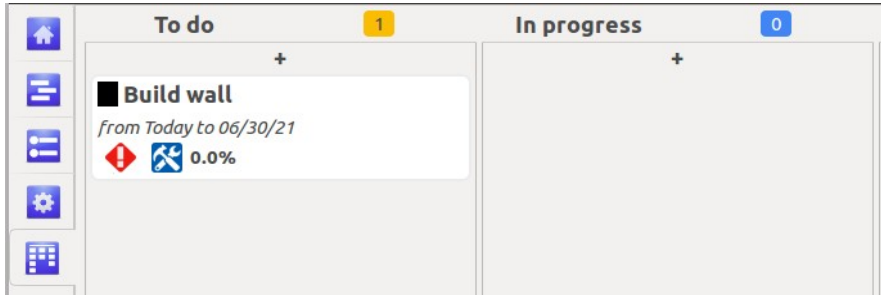 To do 1 In progress 0
+ +
Build wall
from Today to 06/30/21
0.0%